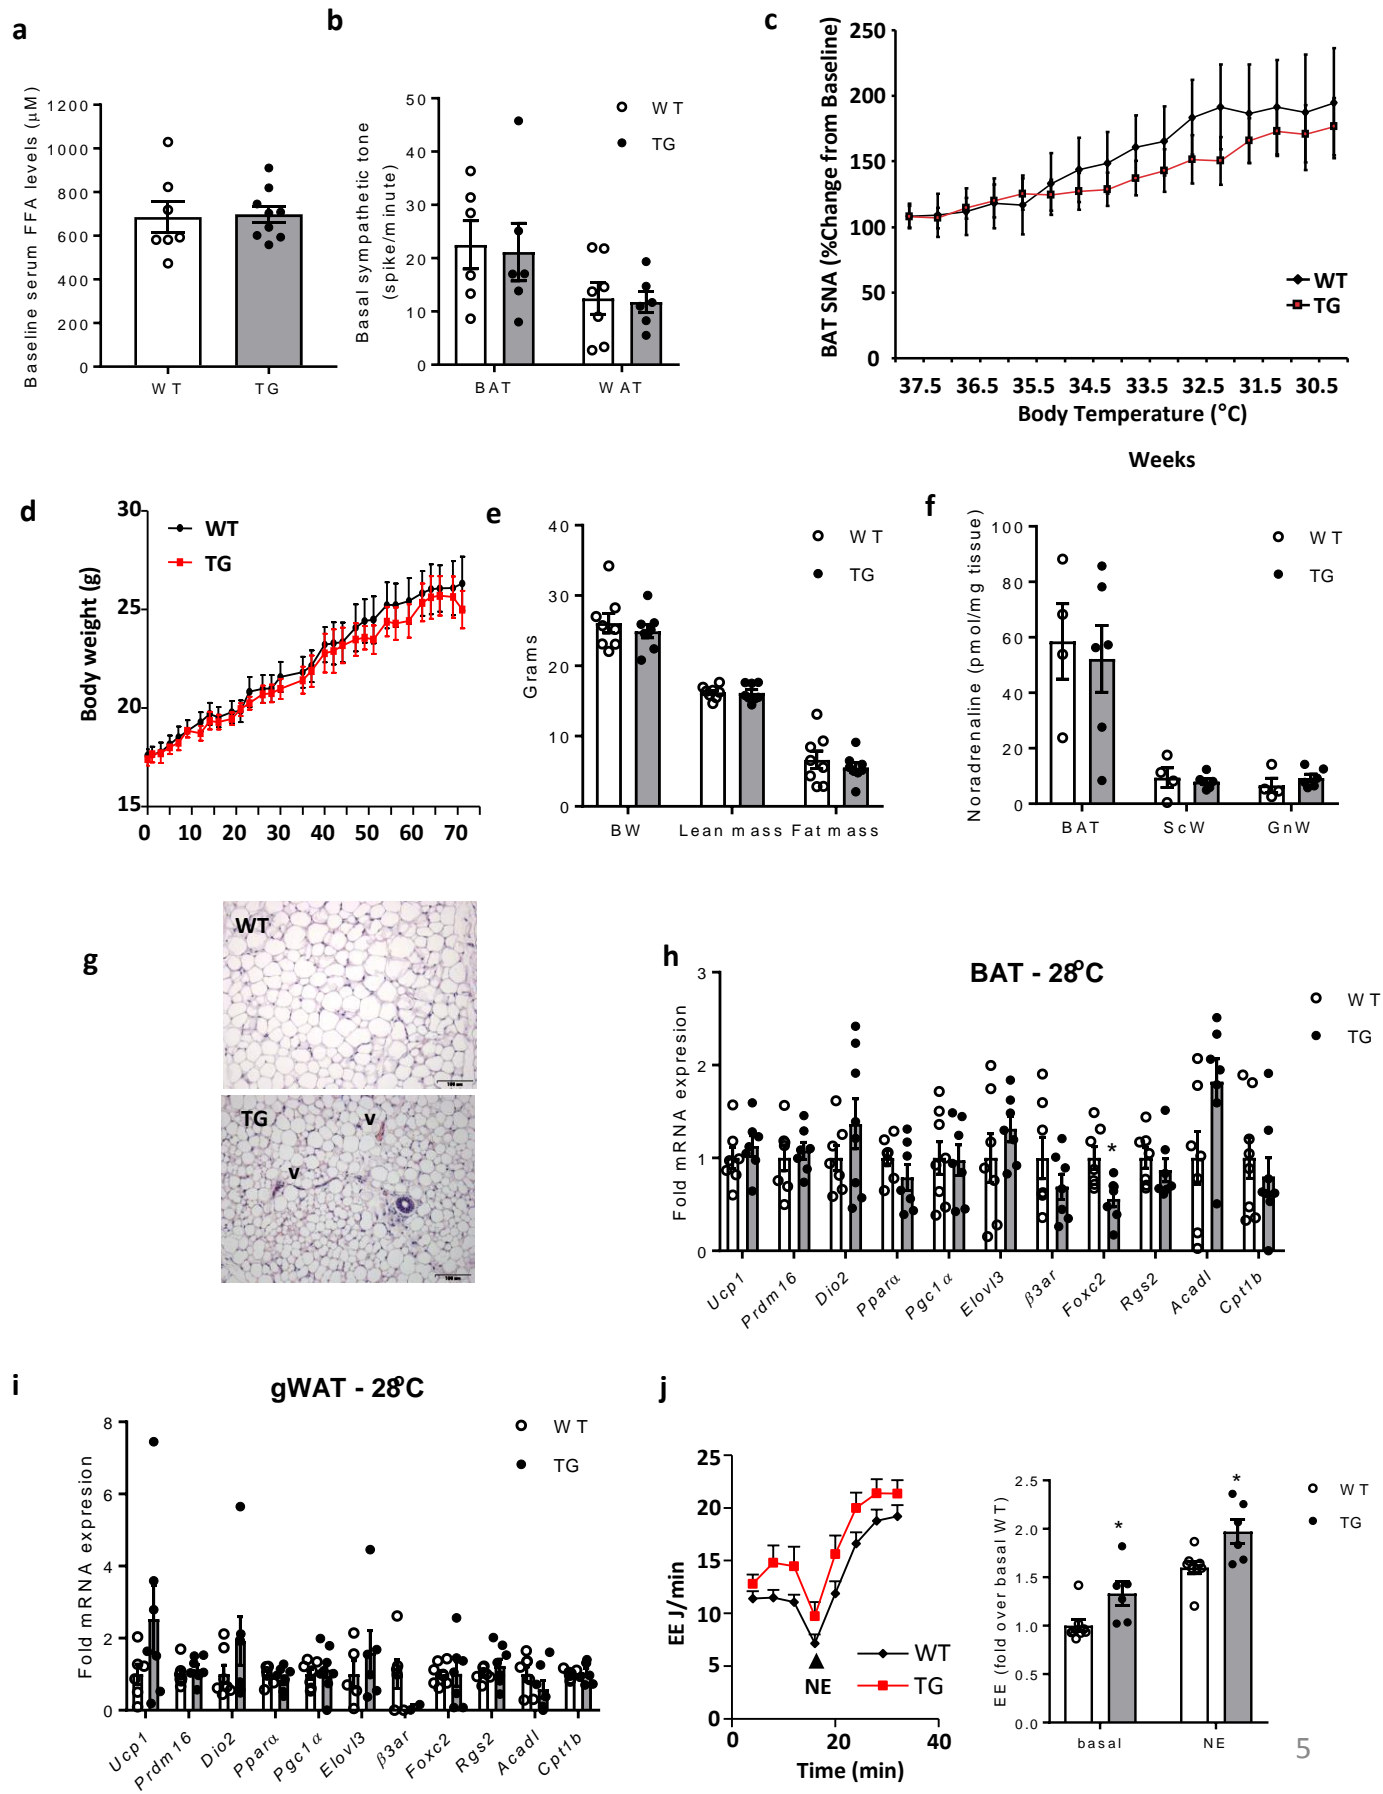 a
Baseline serum FFA levels (µM)
1200
1000
800
600
400
200
0
WT
TG
b
Basal sympathetic tone
(spike/minute)
50
40
30
20
10
0
BAT
WAT
WT
TG
c
BAT SNA (%Change from Baseline)
250
200
150
100
50
0
37.5 36.5 35.5 34.5 33.5 32.5 31.5 30.5
Body Temperature (°C)
WT
TG
Weeks
d
Body weight (g)
30
25
20
15
0 10 20 30 40 50 60 70
WT
TG
e
Grams
40
30
20
10
0
BW Lean mass Fat mass
WT
TG
f
Noradrenaline (pmol/mg tissue)
100
80
60
40
20
0
BAT ScW GnW
WT
TG
g
WT
TG
v
v
h
BAT - 28°C
Fold mRNA expresion
3
2
1
0
*
Ucp1 Prdm16 Dio2 Pparα Pgc1α Elovl3 β3ar Foxc2 Rgs2 Acadl Cpt1b
WT
TG
i
gWAT - 28°C
Fold mRNA expresion
8
6
4
2
0
Ucp1 Prdm16 Dio2 Pparα Pgc1α Elovl3 β3ar Foxc2 Rgs2 Acadl Cpt1b
WT
TG
j
EE J/min
25
20
15
10
5
0
0 20 40
Time (min)
NE
WT
TG
EE (fold over basal WT)
2.5
2.0
1.5
1.0
0.5
0.0
*
*
basal NE
WT
TG
5